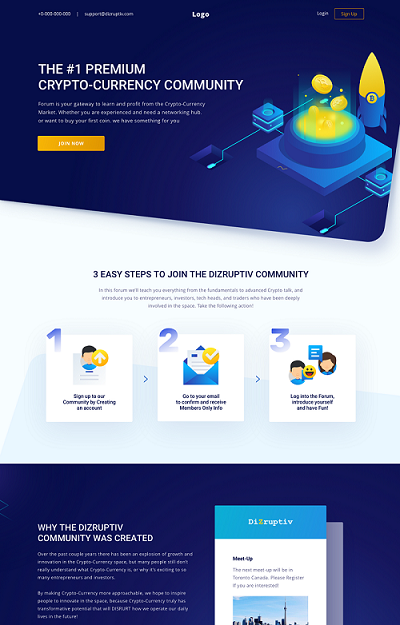 +0-000-000-000 | support@dizruptiv.com
Logo
Login
Sign Up
THE #1 PREMIUM
CRYPTO-CURRENCY COMMUNITY
Forum is your gateway to learn and profit from the Crypto-Currency
Market. Whether you are experienced and need a networking hub,
or want to buy your first coin, we have something for you
JOIN NOW
3 EASY STEPS TO JOIN THE DIZRUPTIV COMMUNITY
In this forum we'll teach you everything from the fundamentals to advanced Crypto talk, and
introduce you to entrepreneurs, investors, tech heads, and traders who have been deeply
involved in the space. Take the following action!
1
Sign up to our
Community by Creating
an account
2
Go to your email
to confirm and receive
Members Only Info
3
Log into the Forum,
introduce yourself
and have Fun!
WHY THE DIZRUPTIV
COMMUNITY WAS CREATED
Over the past couple years there has been an explosion of growth and
innovation in the Crypto-Currency space, but many people still don't
really understand what Crypto-Currency is, or why it's exciting to so
many entrepreneurs and investors.
By making Crypto-Currency more approachable, we hope to inspire
people to innovate in the space, because Crypto-Currency truly has
transformative potential that will DISRUPT how we operate our daily
lives in the future!
DiZruptiv
Meet-Up
The next meet-up will be in
Toronto Canada. Please Register
if you are interested!